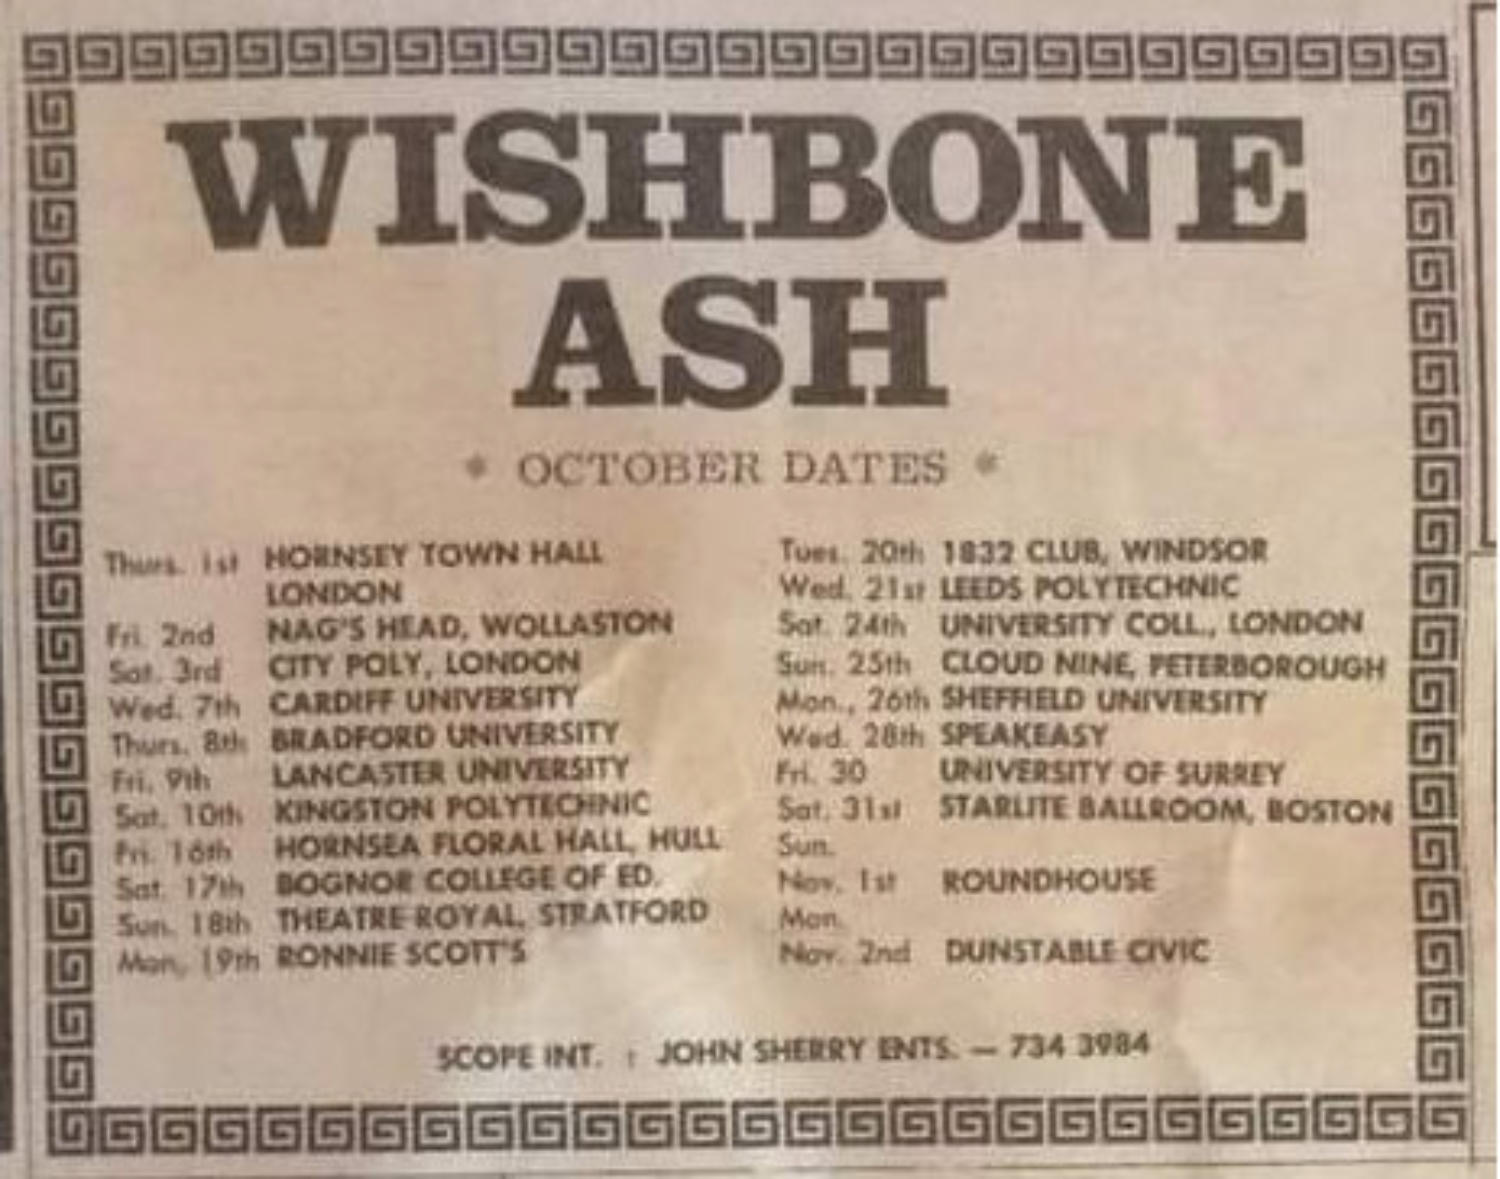 WISHBONE
ASH
* OCTOBER DATES *
Thurs. 1st HORNSEY TOWN HALL
LONDON
Fri. 2nd NAG'S HEAD, WOLLASTON
Sat. 3rd CITY POLY, LONDON
Wed. 7th CARDIFF UNIVERSITY
Thurs. 8th BRADFORD UNIVERSITY
Fri. 9th LANCASTER UNIVERSITY
Sat. 10th KINGSTON POLYTECHNIC
Fri. 16th HORNSEA FLORAL HALL, HULL
Sat. 17th BOGNOR COLLEGE OF ED.
Sun. 18th THEATRE ROYAL, STRATFORD
Mon, 19th RONNIE SCOTT'S
Tues. 20th 1832 CLUB, WINDSOR
Wed. 21st LEEDS POLYTECHNIC
Sat. 24th UNIVERSITY COLL., LONDON
Sun. 25th CLOUD NINE, PETERBOROUGH
Mon., 26th SHEFFIELD UNIVERSITY
Wed. 28th SPEAKEASY
Fri. 30 UNIVERSITY OF SURREY
Sat. 31st STARLITE BALLROOM, BOSTON
Sun.
Nov. 1st ROUNDHOUSE
Mon.
Nov. 2nd DUNSTABLE CIVIC
SCOPE INT. : JOHN SHERRY ENTS. — 734 3984